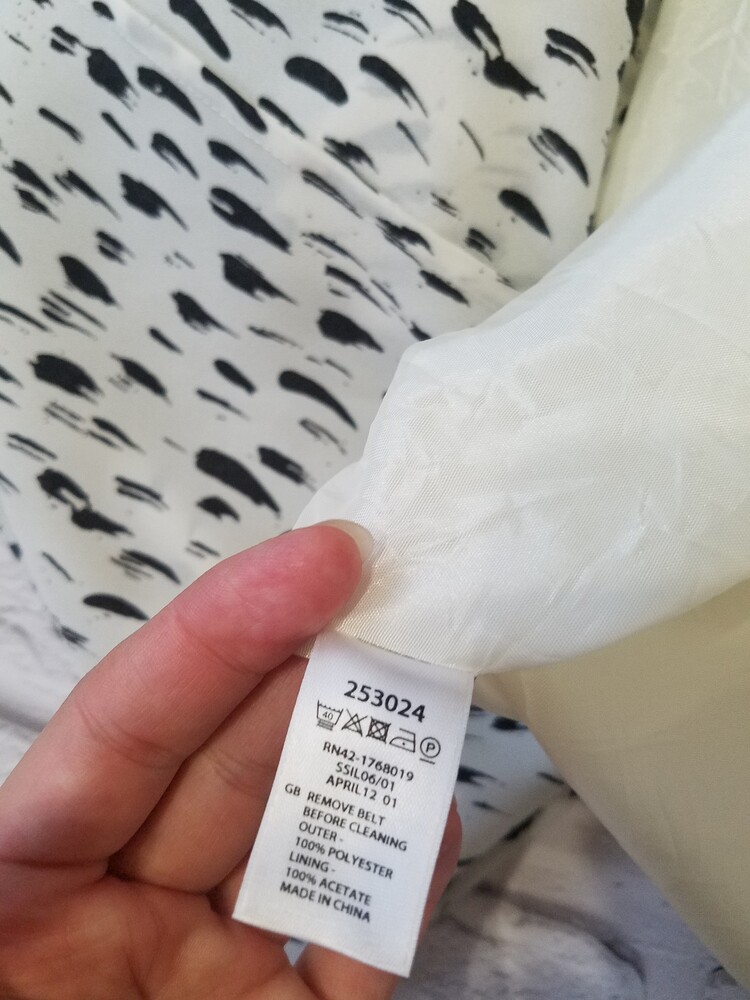 253024
40 P
RN42-1768019
SSIL06/01
APRIL12 01
GB REMOVE BELT
BEFORE CLEANING
OUTER-
100% POLYESTER
LINING-
100% ACETATE
MADE IN CHINA